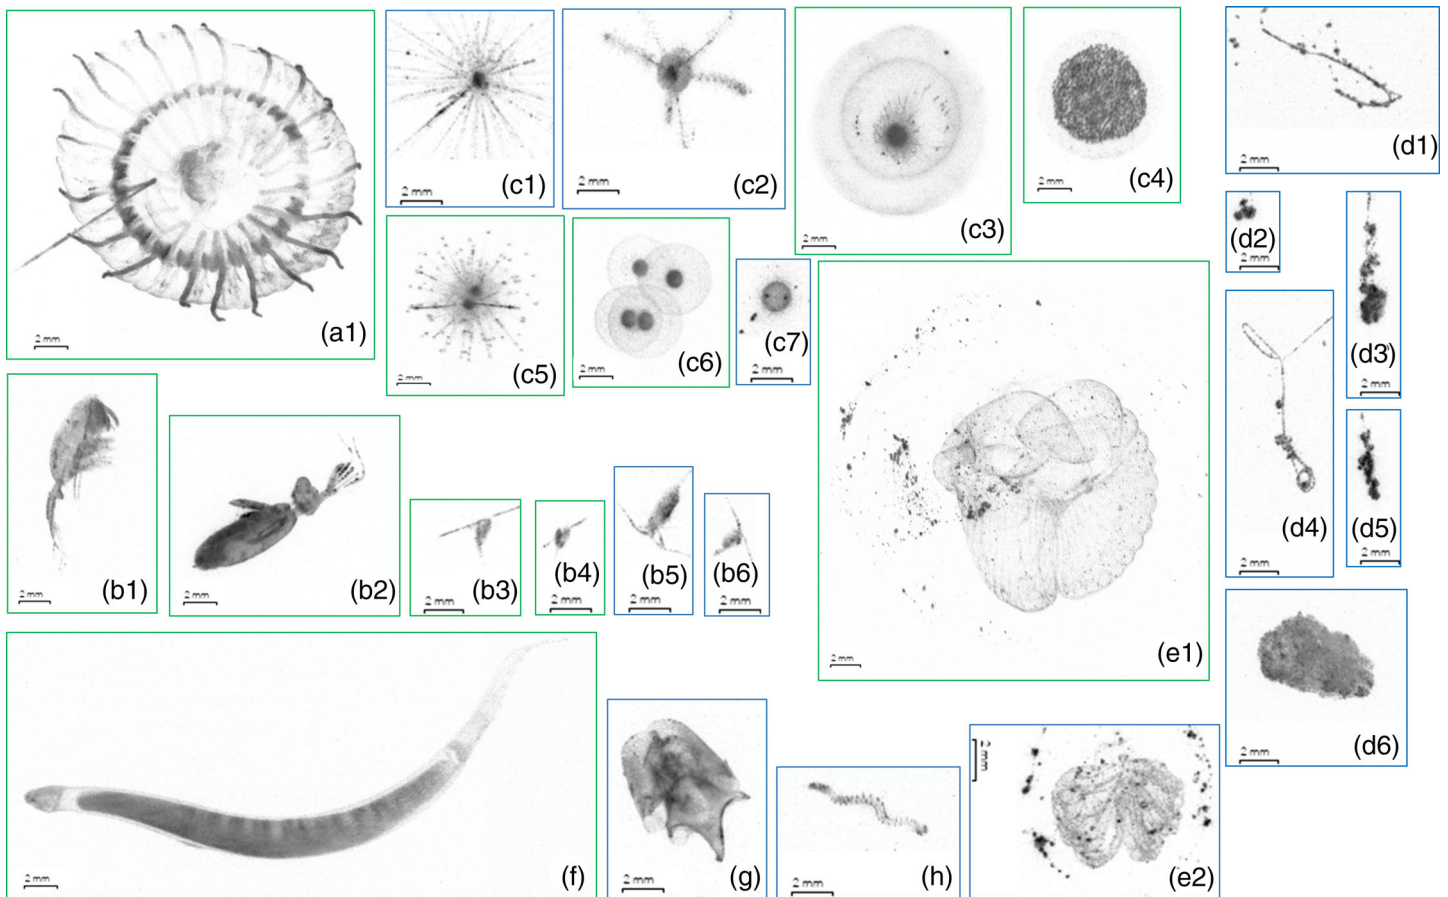 2 mm
(a1)
2 mm
(c1)
2 mm
(c2)
2 mm
(c3)
2 mm
(c4)
2 mm
(d1)
2 mm
(d2)
2 mm
(d3)
2 mm
(c5)
2 mm
(c6)
2 mm
(c7)
2 mm
(d4)
2 mm
(d5)
2 mm
(b1)
2 mm
(b2)
2 mm
(b3)
2 mm
(b4)
2 mm
(b5)
2 mm
(b6)
2 mm
(e1)
2 mm
(d6)
2 mm
(f)
2 mm
(g)
2 mm
(h)
2 mm
(e2)